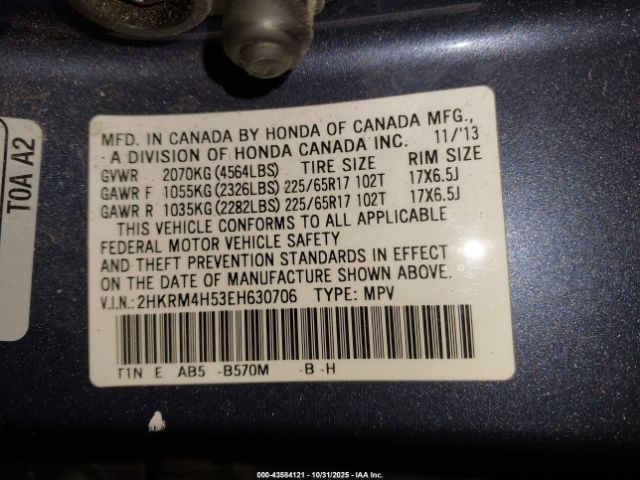 MFD. IN CANADA BY HONDA OF CANADA MFG.,
A DIVISION OF HONDA CANADA INC. 11/'13
GVWR 2070KG (4564LBS) TIRE SIZE RIM SIZE
GAWR F 1055KG (2326LBS) 225/65R17 102T 17X6.5J
GAWR R 1035KG (2282LBS) 225/65R17 102T 17X6.5J
THIS VEHICLE CONFORMS TO ALL APPLICABLE
FEDERAL MOTOR VEHICLE SAFETY
AND THEFT PREVENTION STANDARDS IN EFFECT
ON THE DATE OF MANUFACTURE SHOWN ABOVE.
V.I.N.: 2HKRM4H53EH630706 TYPE: MPV
T1N E AB5 -B570M -B -H
T0A A2
000-43584121 - 10/31/2025 - IAA Inc.